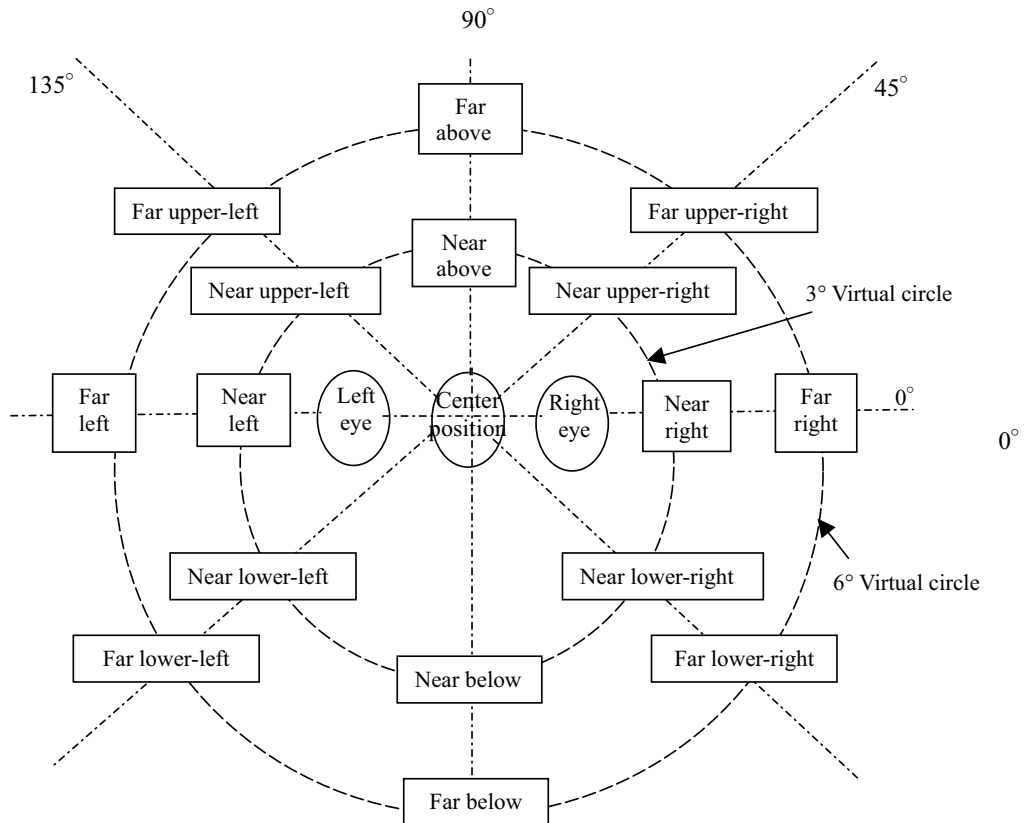 90°
135°
45°
Far
above
Far upper-left
Far upper-right
Near
above
Near upper-left
Near upper-right
3° Virtual circle
Far
left
Near
left
Left
eye
Center
position
Right
eye
Near
right
Far
right
0°
0°
Near lower-left
Near lower-right
6° Virtual circle
Far lower-left
Far lower-right
Near below
Far below